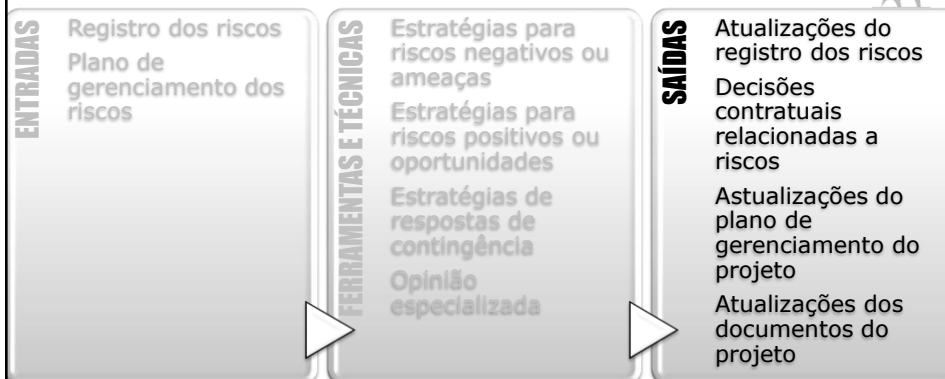 ENTRADAS
Registro dos riscos
Plano de
gerenciamento dos
riscos
FERRAMENTAS E TÉCNICAS
Estratégias para
riscos negativos ou
ameaças
Estratégias para
riscos positivos ou
oportunidades
Estratégias de
respostas de
contingência
Opinião
especializada
SAÍDAS
Atualizações do
registro dos riscos
Decisões
contratuais
relacionadas a
riscos
Astualizações do
plano de
gerenciamento do
projeto
Atualizações dos
documentos do
projeto